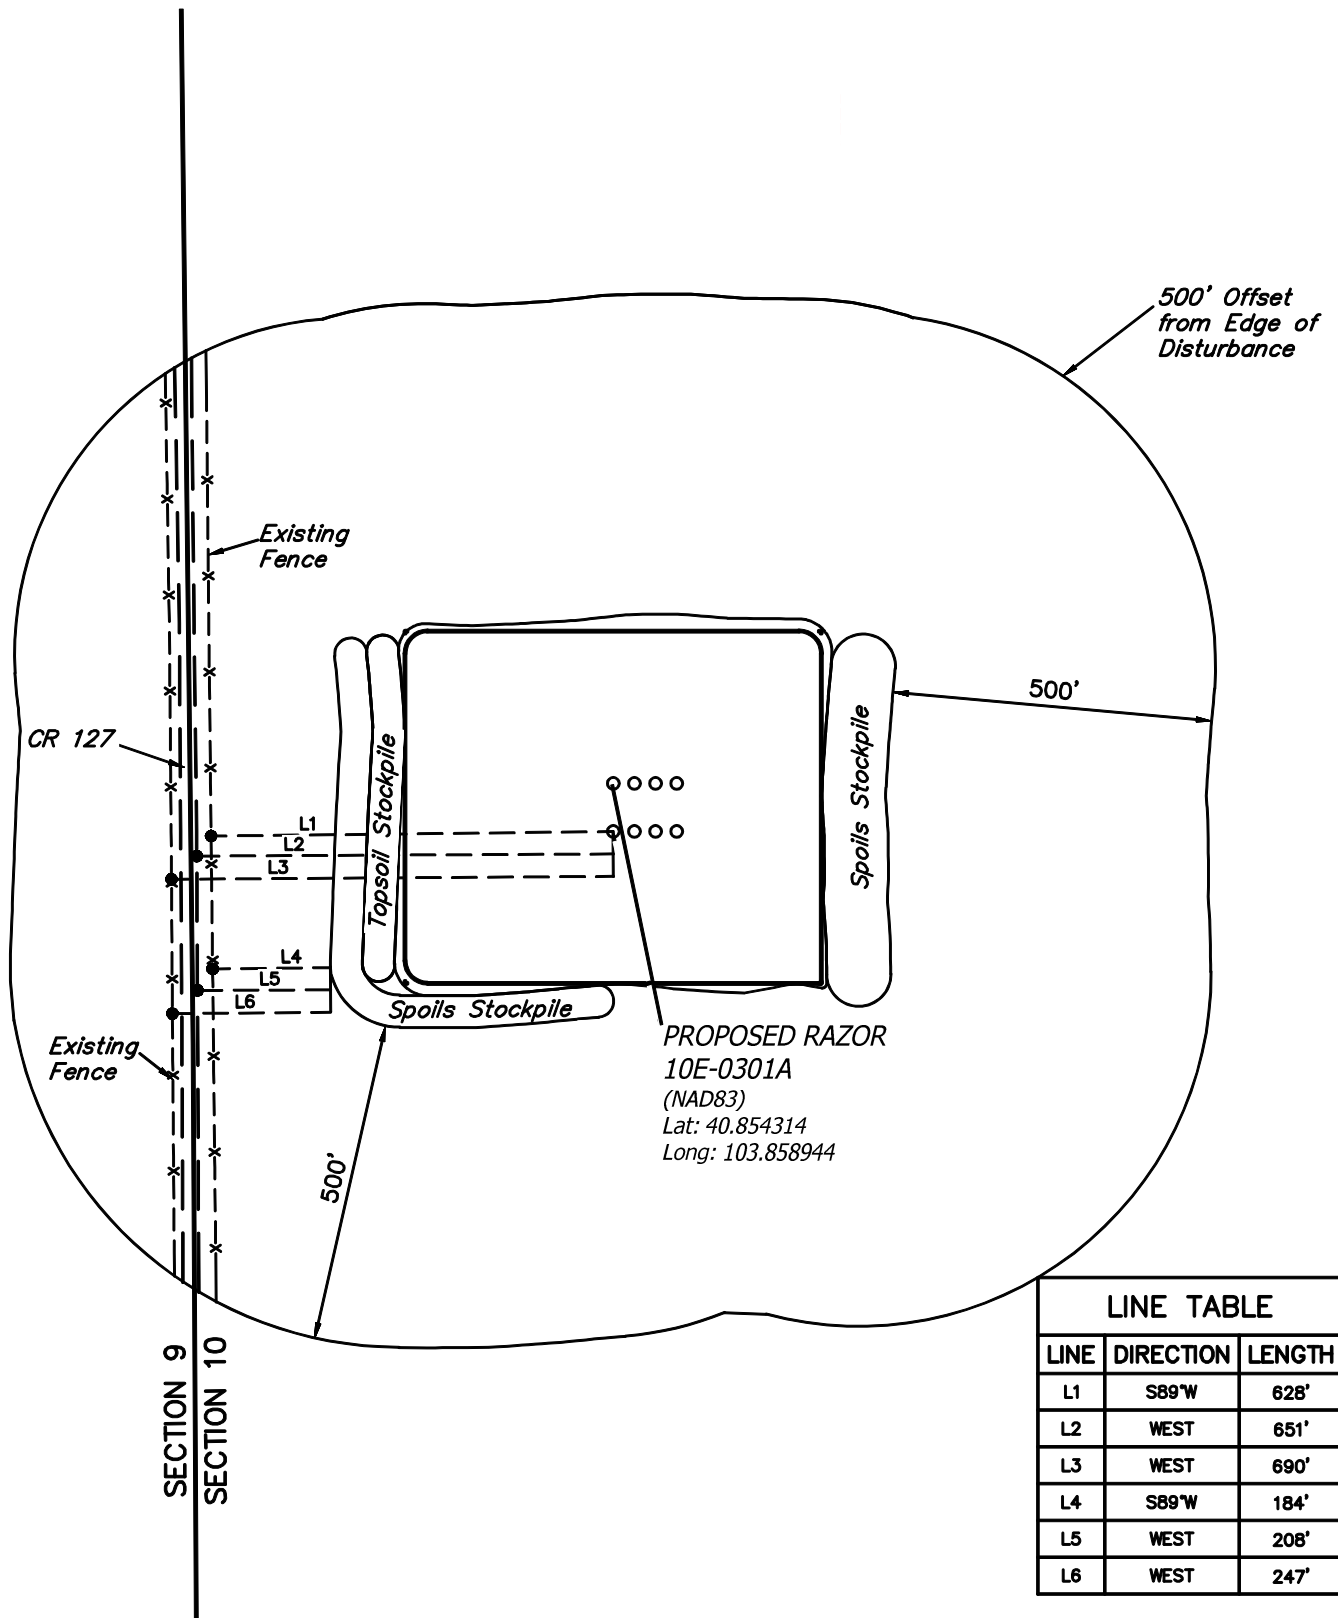 500' Offset
from Edge of
Disturbance
Existing
Fence
500'
CR 127
Topsoil Stockpile
Spoils Stockpile
L1
L2
L3
L4
L5
L6
Spoils Stockpile
PROPOSED RAZOR
10E-0301A
(NAD83)
Lat: 40.854314
Long: 103.858944
Existing
Fence
500'
SECTION 9
SECTION 10
LINE TABLE
LINE DIRECTION LENGTH
L1 S89°W 628'
L2 WEST 651'
L3 WEST 690'
L4 S89°W 184'
L5 WEST 208'
L6 WEST 247'